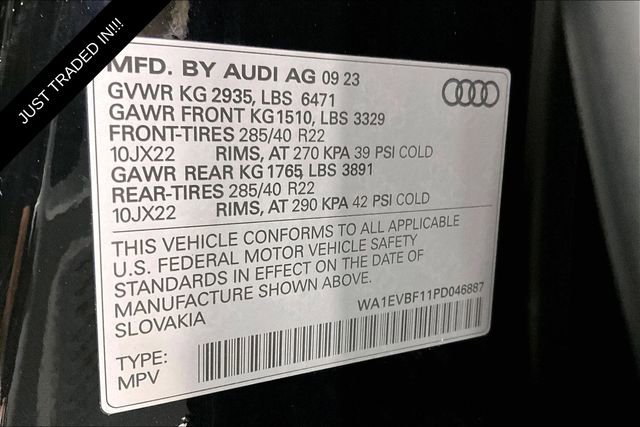 JUST TRADED IN!!!
MFD. BY AUDI AG 09 23
GVWR KG 2935, LBS 6471
GAWR FRONT KG1510, LBS 3329
FRONT-TIRES 285/40 R22
10JX22 RIMS, AT 270 KPA 39 PSI COLD
GAWR REAR KG 1765, LBS 3891
REAR-TIRES 285/40 R22
10JX22 RIMS, AT 290 KPA 42 PSI COLD
THIS VEHICLE CONFORMS TO ALL APPLICABLE
U.S. FEDERAL MOTOR VEHICLE SAFETY
STANDARDS IN EFFECT ON THE DATE OF
MANUFACTURE SHOWN ABOVE.
SLOVAKIA
WA1EVBF11PD046887
TYPE:
MPV